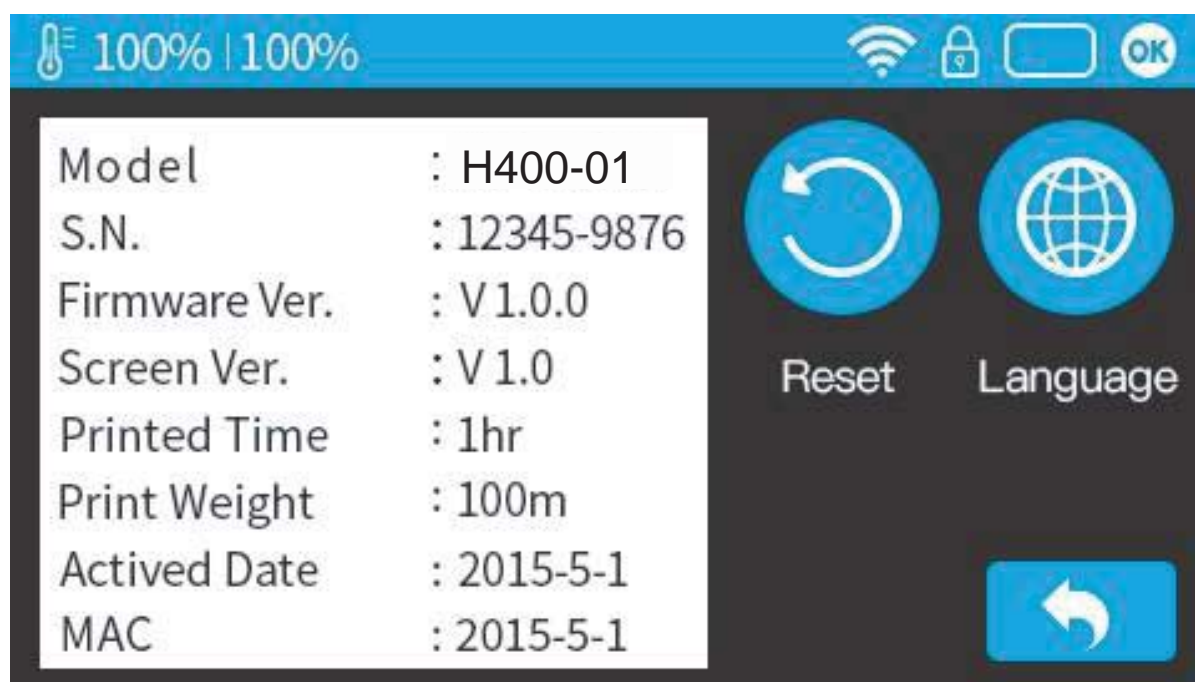 100% | 100%
OK
Model : H400-01
S.N. : 12345-9876
Firmware Ver. : V 1.0.0
Screen Ver. : V 1.0
Printed Time : 1hr
Print Weight : 100m
Actived Date : 2015-5-1
MAC : 2015-5-1
Reset
Language